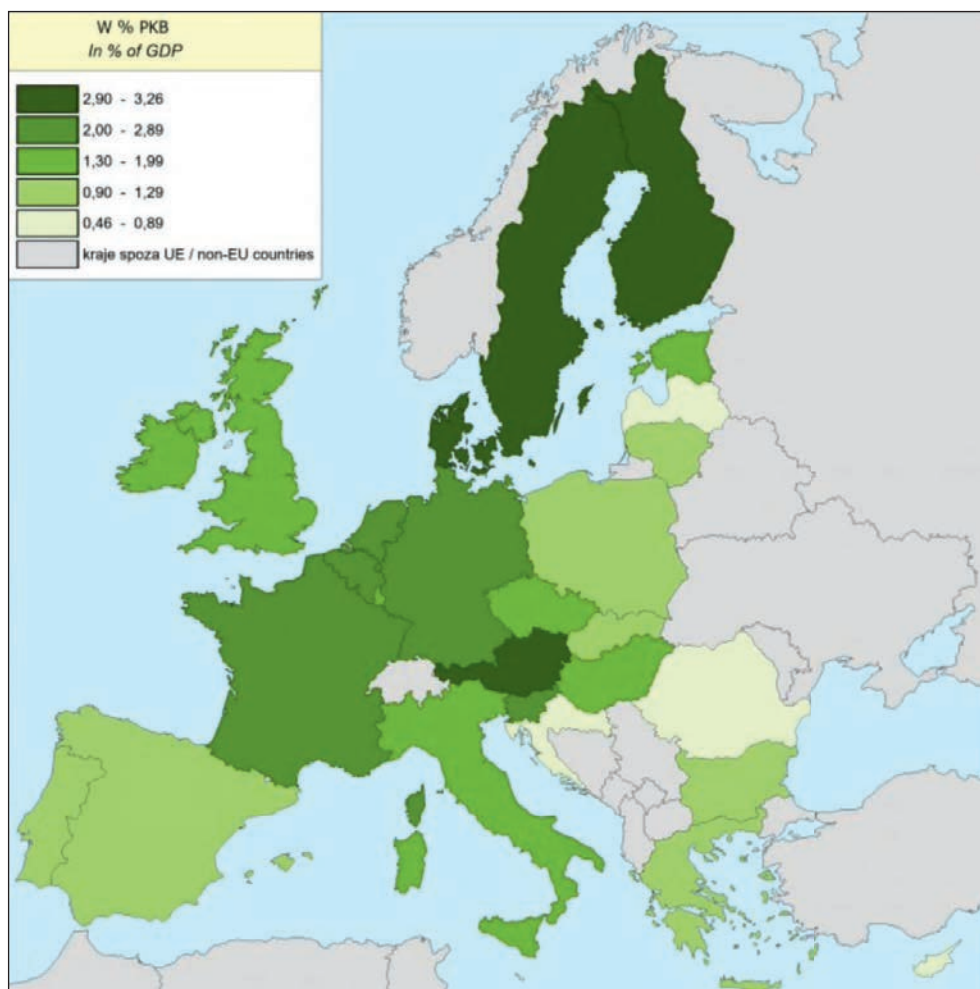 W % PKB
In % of GDP
2,90 - 3,26
2,00 - 2,89
1,30 - 1,99
0,90 - 1,29
0,46 - 0,89
kraje spoza UE / non-EU countries